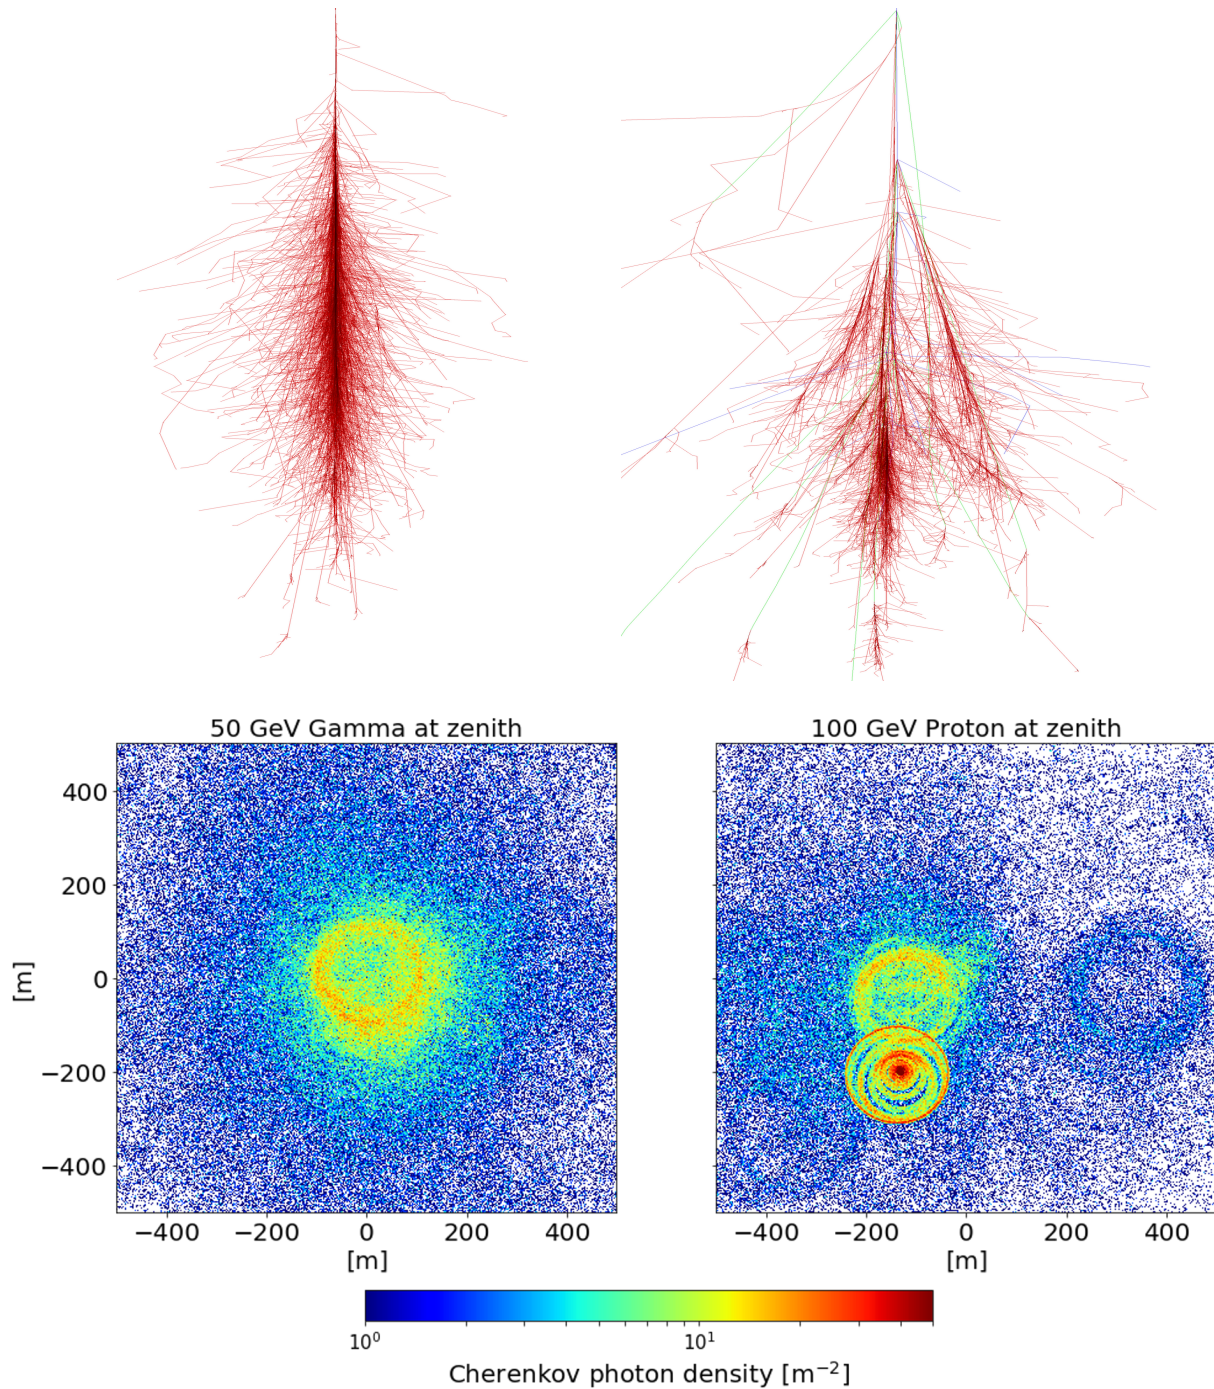 50 GeV Gamma at zenith
100 GeV Proton at zenith
400
200
0
−200
−400
[m]
−400 −200 0 200 400
−400 −200 0 200 400
[m]
[m]
10⁰ 10¹
Cherenkov photon density [m⁻²]